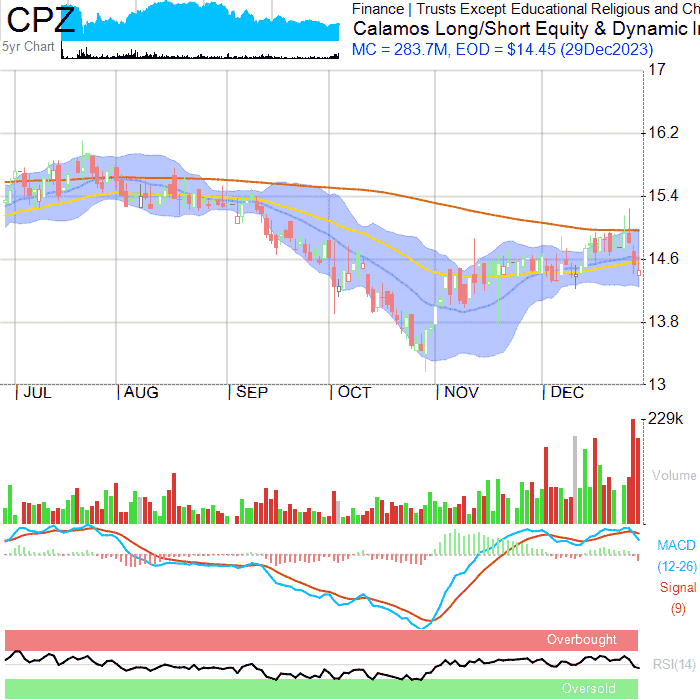 CPZ
5yr Chart
Finance | Trusts Except Educational Religious and Ch
Calamos Long/Short Equity & Dynamic I
MC = 283.7M, EOD = $14.45 (29Dec2023)
17
16.2
15.4
14.6
13.8
13
JUL
AUG
SEP
OCT
NOV
DEC
229k
Volume
MACD
(12-26)
Signal
(9)
Overbought
RSI(14)
Oversold